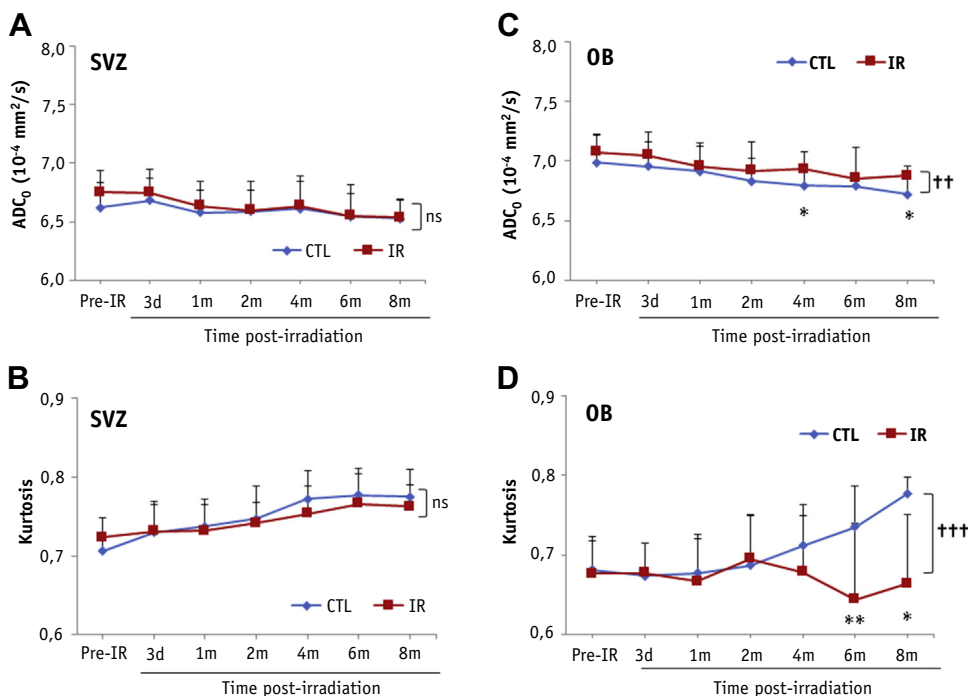 A
SVZ
8,0
7,5
7,0
6,5
6,0
ADC0 (10-4 mm2/s)
ns
CTL IR
Pre-IR 3d 1m 2m 4m 6m 8m
Time post-irradiation
C
OB
CTL IR
8,0
7,5
7,0
6,5
6,0
ADC0 (10-4 mm2/s)
††
* *
Pre-IR 3d 1m 2m 4m 6m 8m
Time post-irradiation
B
SVZ
0,9
0,8
0,7
0,6
Kurtosis
ns
CTL IR
Pre-IR 3d 1m 2m 4m 6m 8m
Time post-irradiation
D
OB
CTL IR
0,9
0,8
0,7
0,6
Kurtosis
†††
** *
Pre-IR 3d 1m 2m 4m 6m 8m
Time post-irradiation